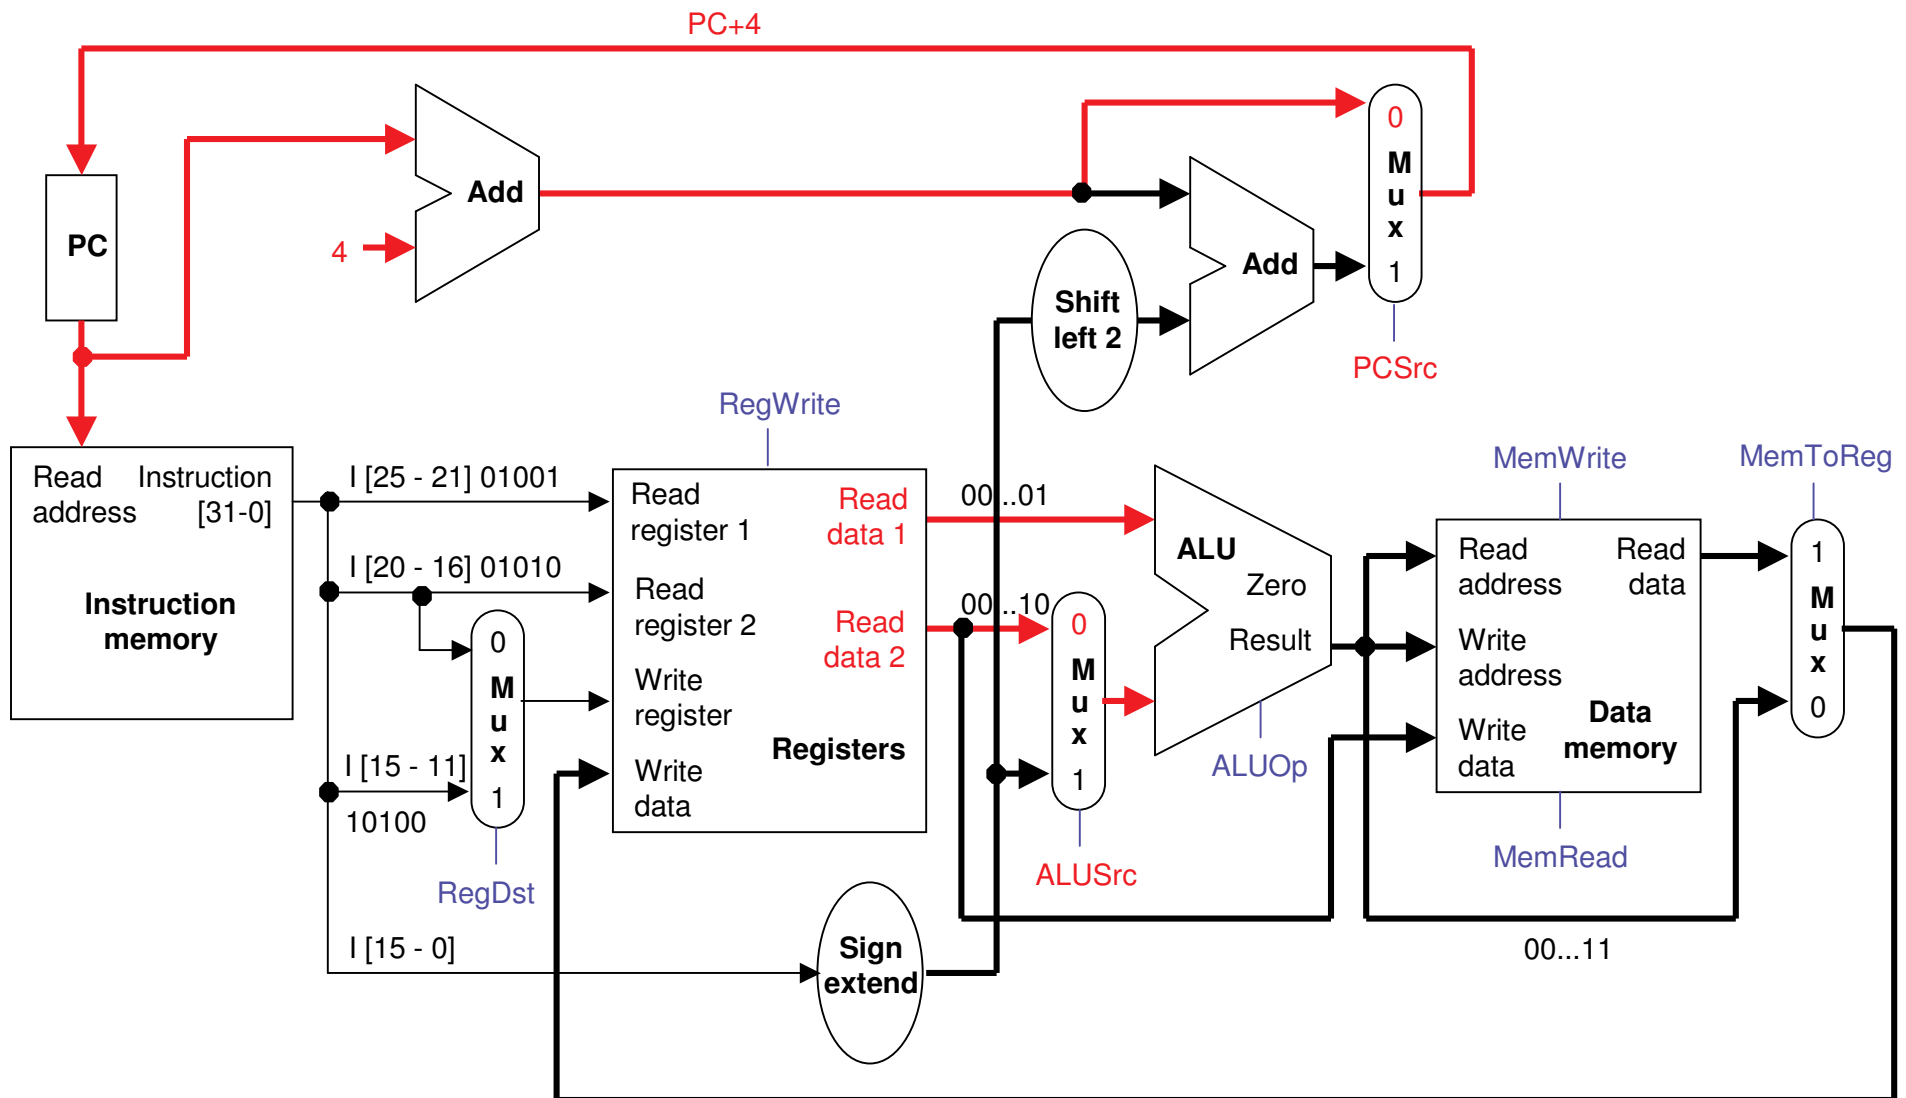 PC+4
0
M
u
x
1
Add
PC
4
Add
Shift
left 2
PCSrc
RegWrite
MemWrite
MemToReg
Read
address
Instruction
[31-0]
Instruction
memory
I [25 - 21] 01001
I [20 - 16] 01010
I [15 - 11]
10100
I [15 - 0]
0
M
u
x
1
RegDst
Read
register 1
Read
register 2
Write
register
Write
data
Read
data 1
Read
data 2
Registers
Sign
extend
00...01
00...10
0
M
u
x
1
ALUSrc
ALU
Zero
Result
ALUOp
Read
address
Write
address
Write
data
Read
data
Data
memory
MemRead
1
M
u
x
0
00...11